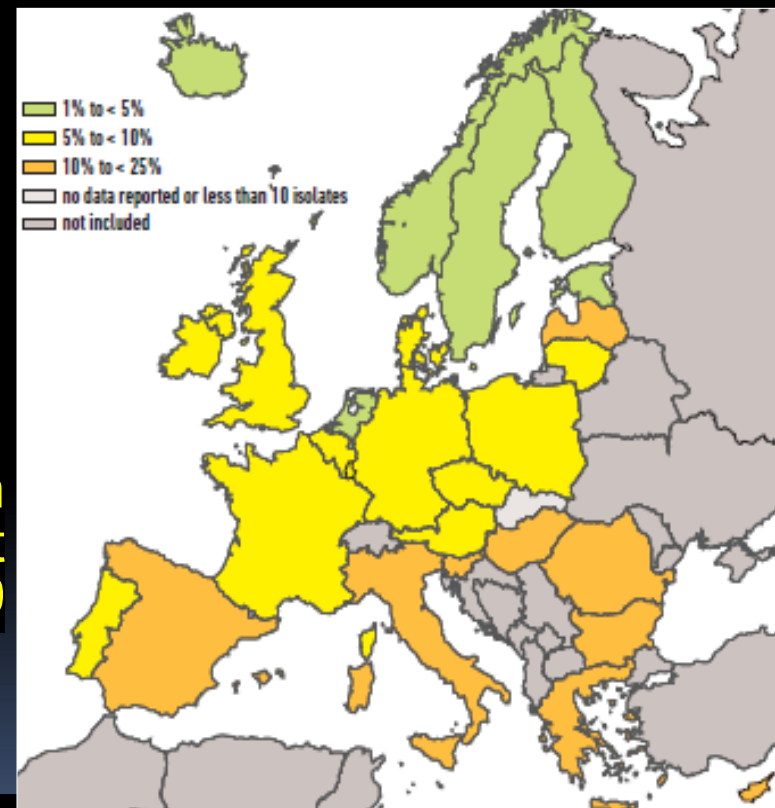 1% to < 5%
5% to < 10%
10% to < 25%
no data reported or less than 10 isolates
not included